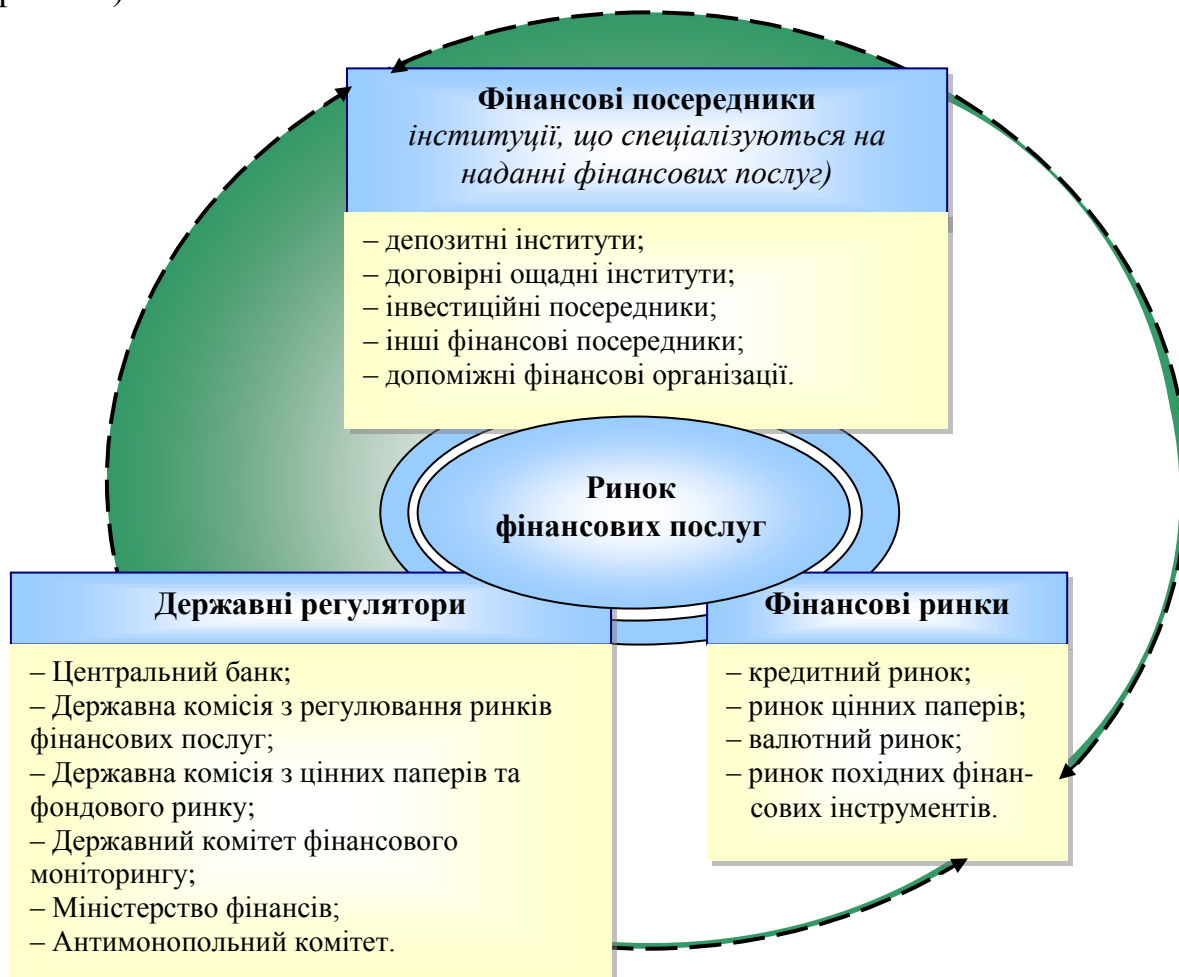 Фінансові посередники
інституції, що спеціалізуються на
наданні фінансових послуг)
– депозитні інститути;
– договірні ощадні інститути;
– інвестиційні посередники;
– інші фінансові посередники;
– допоміжні фінансові організації.
Ринок
фінансових послуг
Державні регулятори
– Центральний банк;
– Державна комісія з регулювання ринків
фінансових послуг;
– Державна комісія з цінних паперів та
фондового ринку;
– Державний комітет фінансового
моніторингу;
– Міністерство фінансів;
– Антимонопольний комітет.
Фінансові ринки
– кредитний ринок;
– ринок цінних паперів;
– валютний ринок;
– ринок похідних фінан-
сових інструментів.